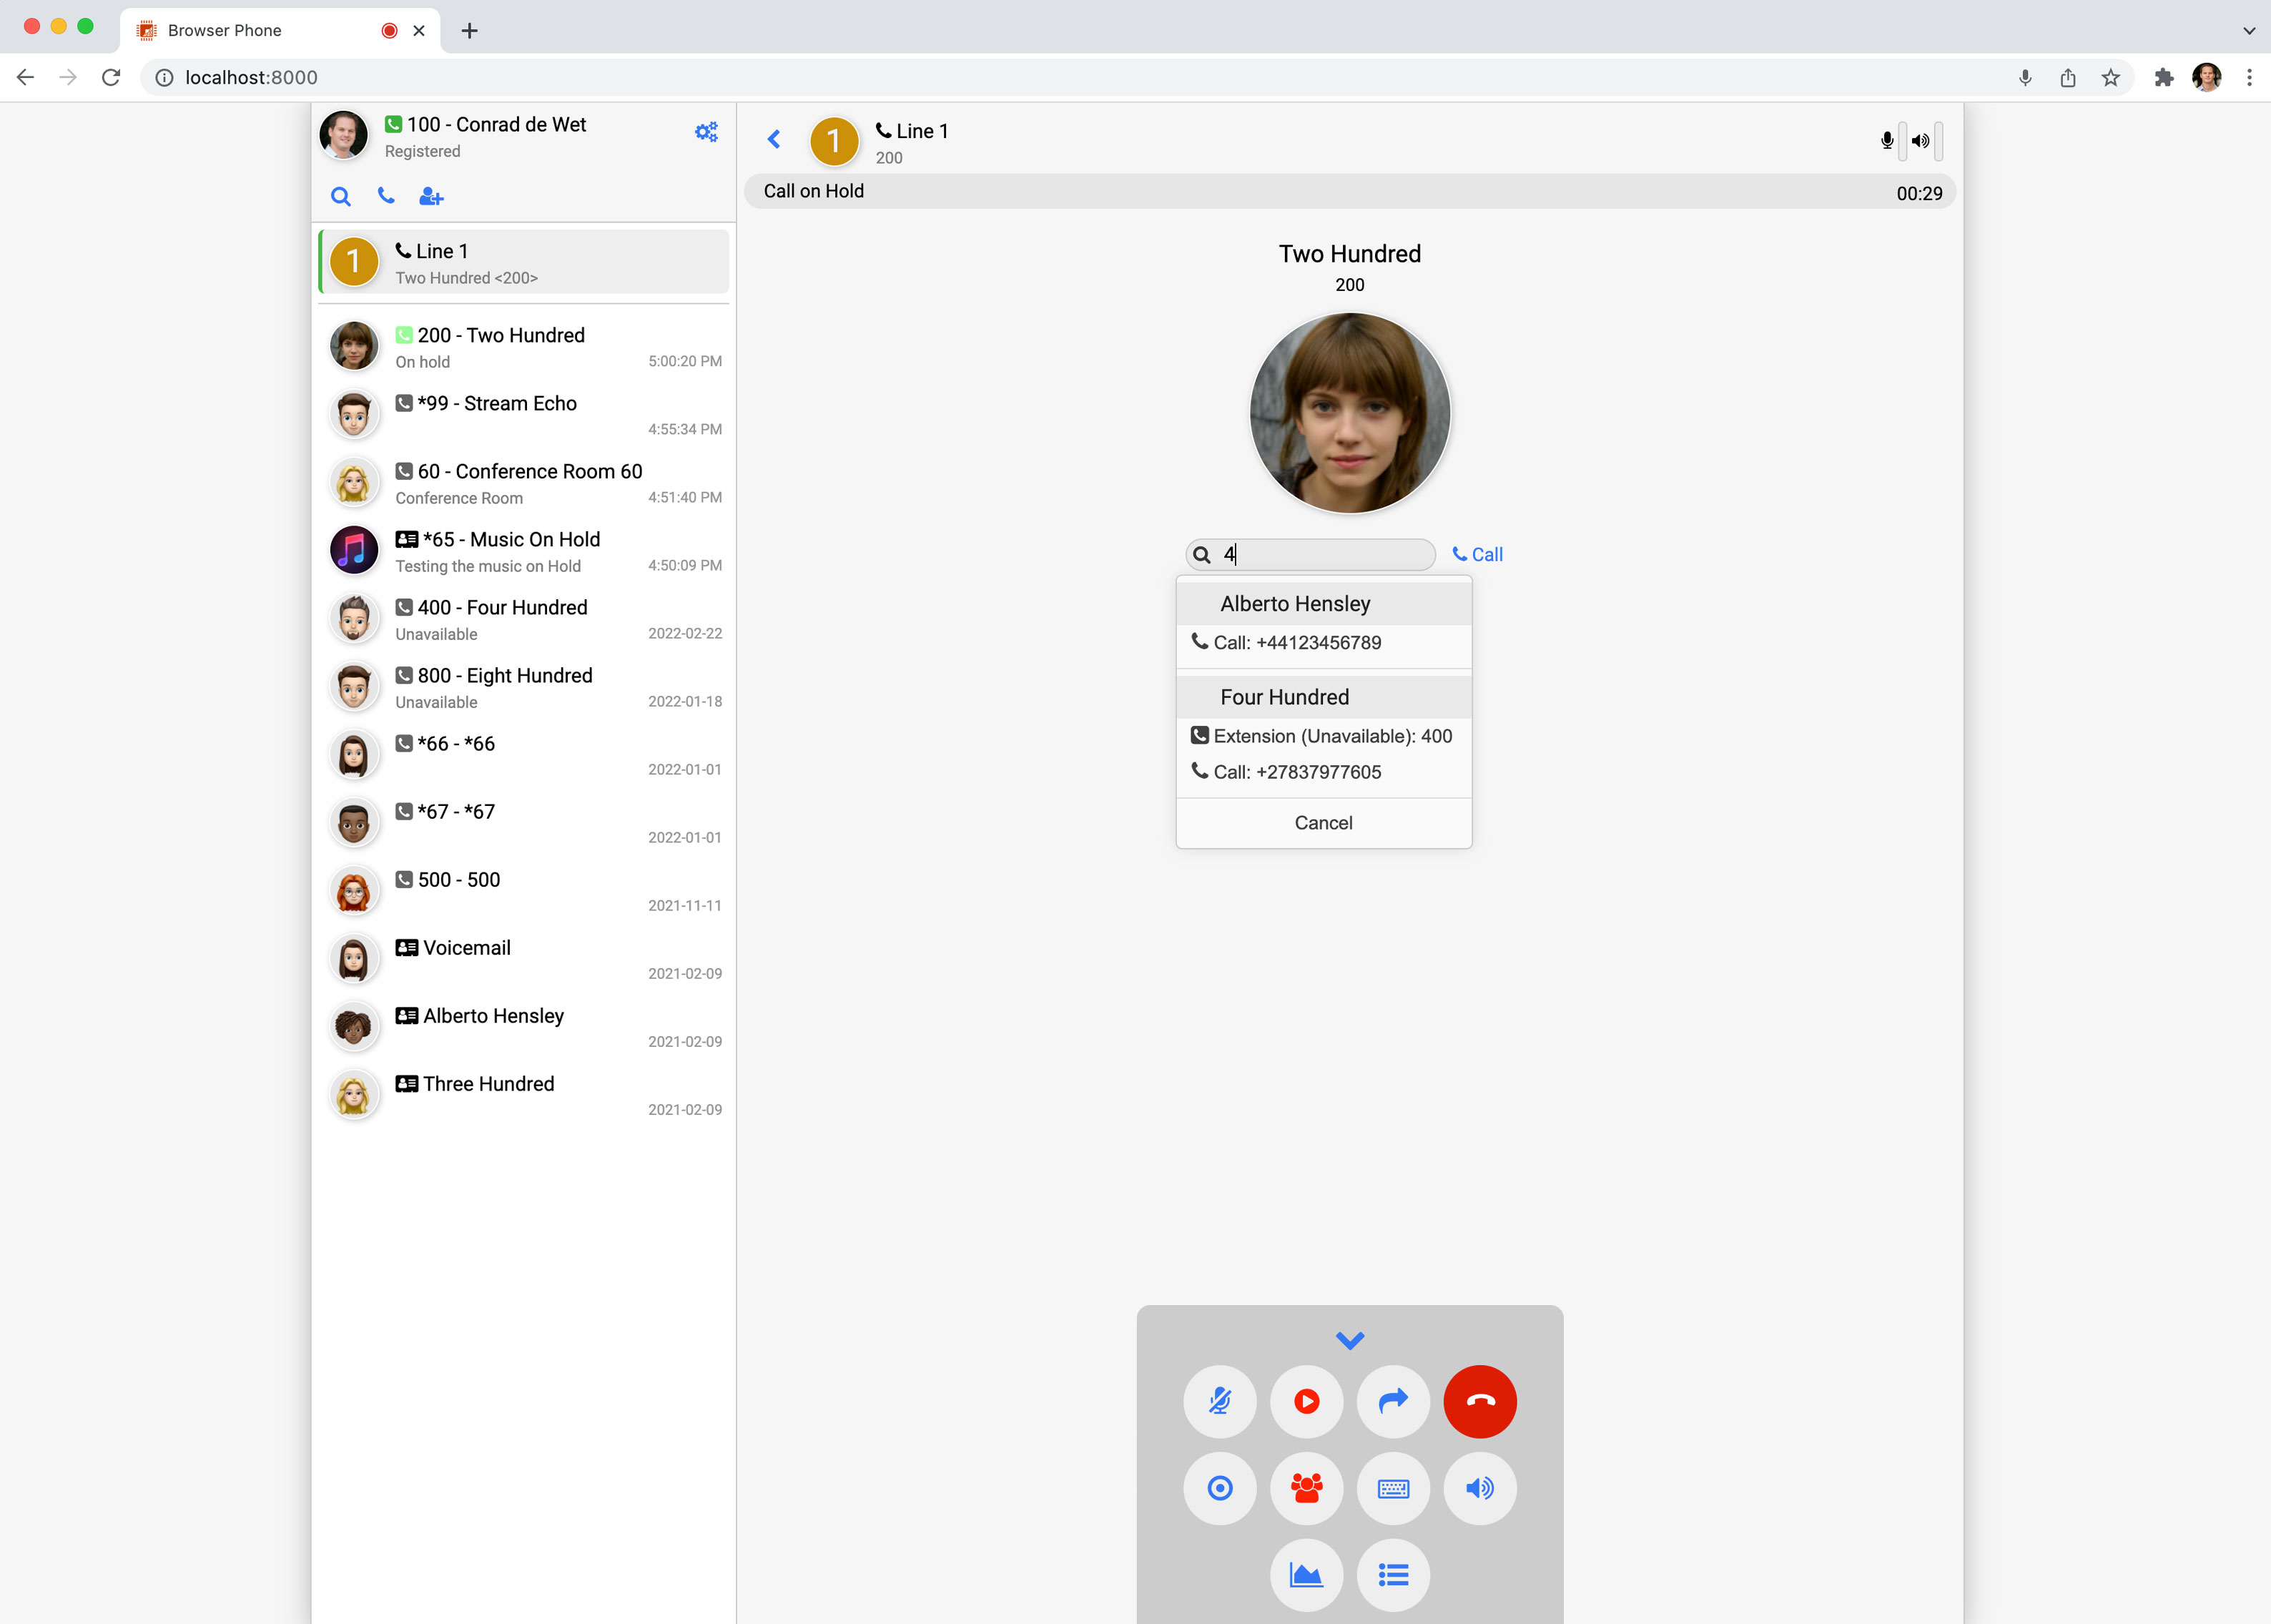 Browser Phone
localhost:8000
100 - Conrad de Wet
Registered
1
Line 1
Two Hundred <200>
200 - Two Hundred
On hold
5:00:20 PM
*99 - Stream Echo
4:55:34 PM
60 - Conference Room 60
Conference Room
4:51:40 PM
*65 - Music On Hold
Testing the music on Hold
4:50:09 PM
400 - Four Hundred
Unavailable
2022-02-22
800 - Eight Hundred
Unavailable
2022-01-18
*66 - *66
2022-01-01
*67 - *67
2022-01-01
500 - 500
2021-11-11
Voicemail
2021-02-09
Alberto Hensley
2021-02-09
Three Hundred
2021-02-09
1
Line 1
200
Call on Hold
00:29
Two Hundred
200
4
Call
Alberto Hensley
Call: +44123456789
Four Hundred
Extension (Unavailable): 400
Call: +27837977605
Cancel